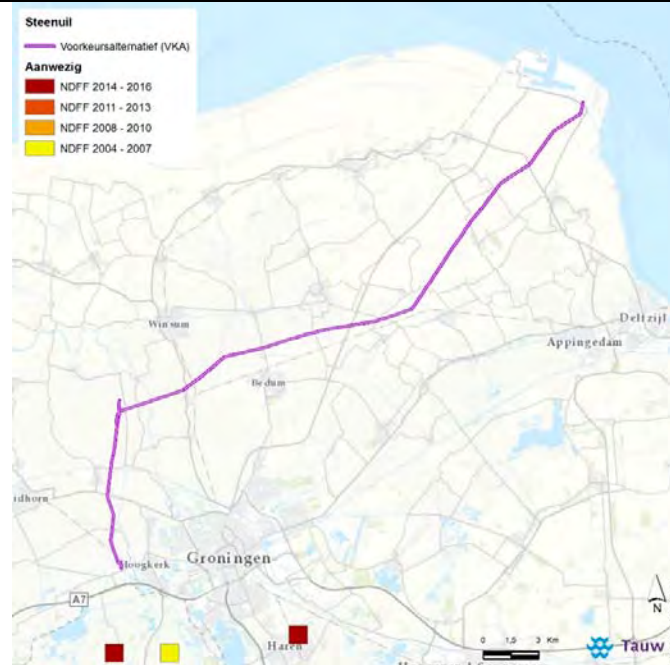 Steenuil
Voorkeursalternatief (VKA)
Aanwezig
NDFF 2014 - 2016
NDFF 2011 - 2013
NDFF 2008 - 2010
NDFF 2004 - 2007
Winsum
Delfzijl
Appingedam
Bedum
idhorn
Groningen
Hoogkerk
A7
Haren
N
0 1,5 3 Km
Tauw